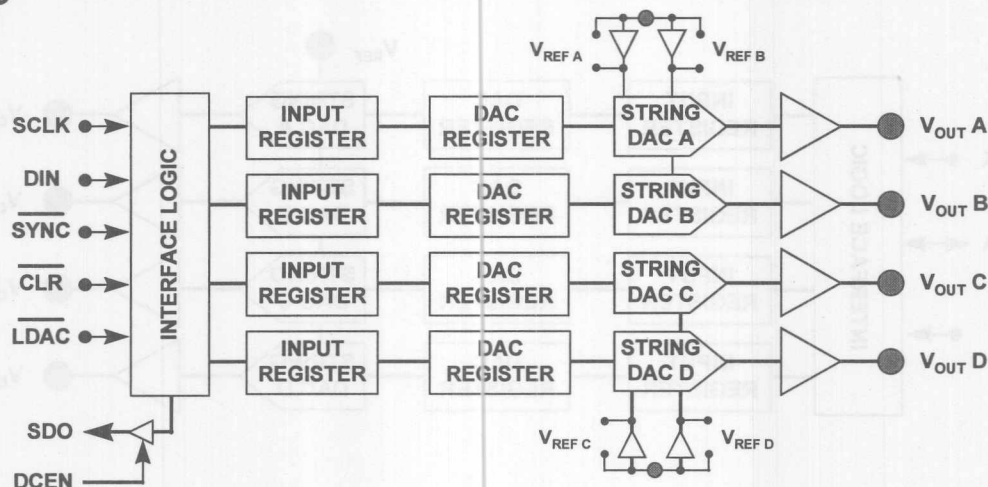 V_REF A
V_REF B
SCLK
DIN
SYNC
CLR
LDAC
SDO
DCEN
INTERFACE LOGIC
INPUT
REGISTER
DAC
REGISTER
STRING
DAC A
V_OUT A
INPUT
REGISTER
DAC
REGISTER
STRING
DAC B
V_OUT B
INPUT
REGISTER
DAC
REGISTER
STRING
DAC C
V_OUT C
INPUT
REGISTER
DAC
REGISTER
STRING
DAC D
V_OUT D
V_REF C
V_REF D